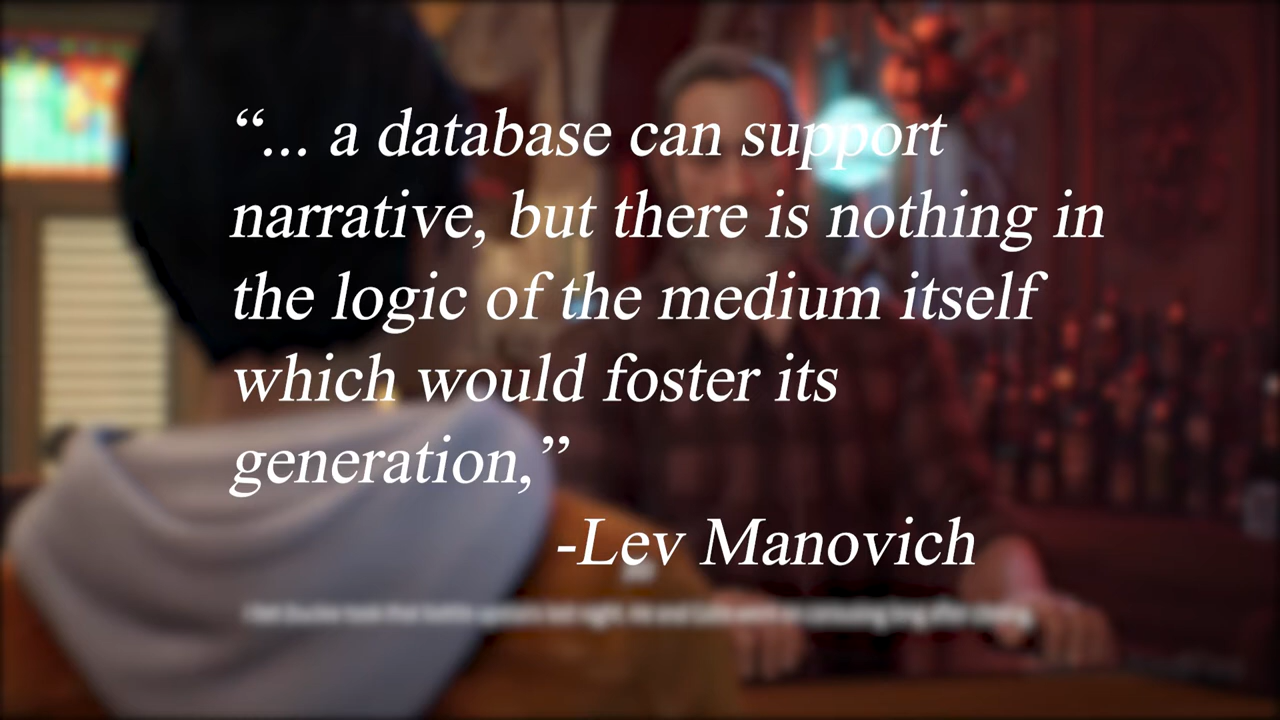 “... a database can support
narrative, but there is nothing in
the logic of the medium itself
which would foster its
generation,”
-Lev Manovich